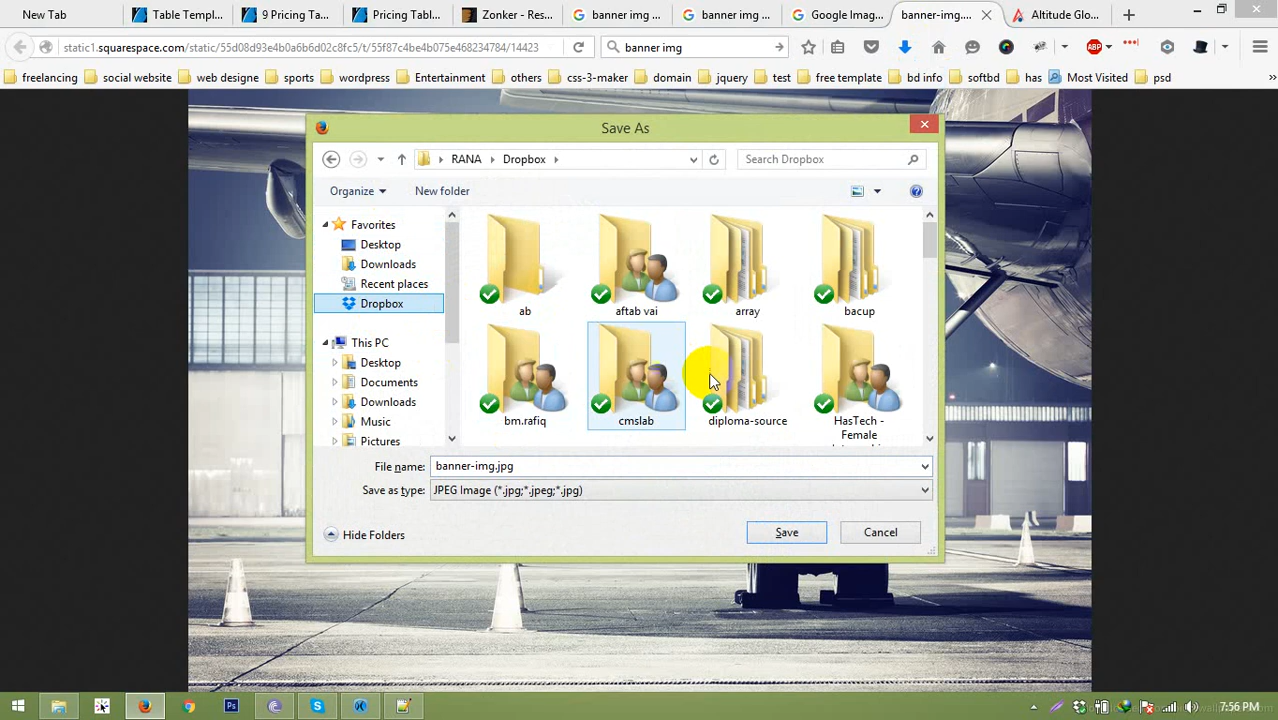 New Tab
Table Templ...
9 Pricing Ta...
Pricing Tabl...
Zonker - Res...
banner img ...
banner img ...
Google Imag...
banner-img....
Altitude Glo...
static1.squarespace.com/static/55d08d93e4b0a6b6d02c8fc5/t/55f87c4be4b075e468234784/14423
banner img
ABP
freelancing
social website
web designe
sports
wordpress
Entertainment
others
css-3-maker
domain
jquery
test
free template
bd info
softbd
has
Most Visited
psd
Save As
RANA
Dropbox
Search Dropbox
Organize
New folder
Favorites
Desktop
Downloads
Recent places
Dropbox
This PC
Desktop
Documents
Downloads
Music
Pictures
ab
aftab vai
array
bacup
bm.rafiq
cmslab
diploma-source
HasTech -
Female
File name:
banner-img.jpg
Save as type:
JPEG Image (*.jpg;*.jpeg;*.jpg)
Hide Folders
Save
Cancel
Ps
7:56 PM